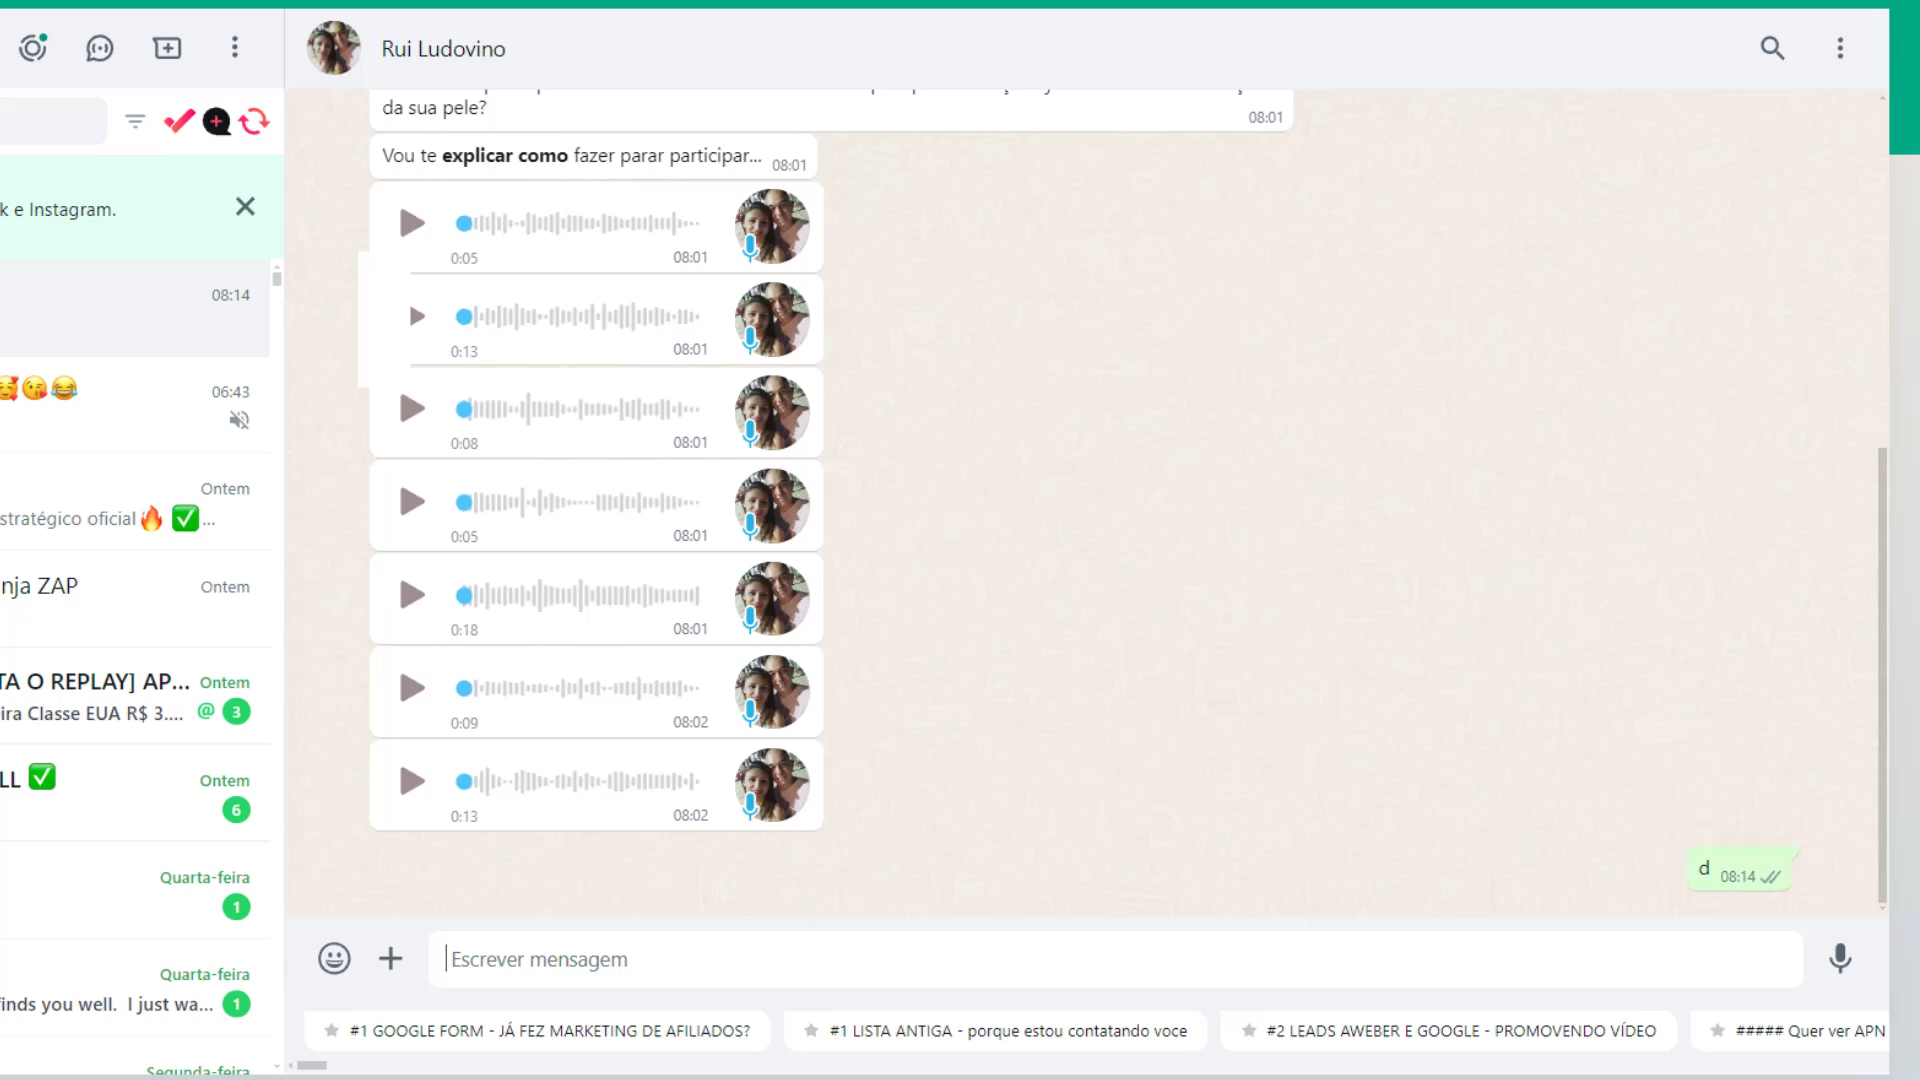 Rui Ludovino
k e Instagram.
08:14
06:43
Ontem
stratégico oficial🔥 ✅...
nja ZAP
Ontem
TA O REPLAY] AP...
Ontem
ira Classe EUA R$ 3....
@ 3
LL ✅
Ontem
6
Quarta-feira
1
Quarta-feira
finds you well. I just wa...
1
Segunda-feira
da sua pele?
08:01
Vou te explicar como fazer parar participar...
08:01
0:05
08:01
0:13
08:01
0:08
08:01
0:05
08:01
0:18
08:01
0:09
08:02
0:13
08:02
d
08:14
Escrever mensagem
#1 GOOGLE FORM - JÁ FEZ MARKETING DE AFILIADOS?
#1 LISTA ANTIGA - porque estou contatando voce
#2 LEADS AWEBER E GOOGLE - PROMOVENDO VÍDEO
##### Quer ver APN